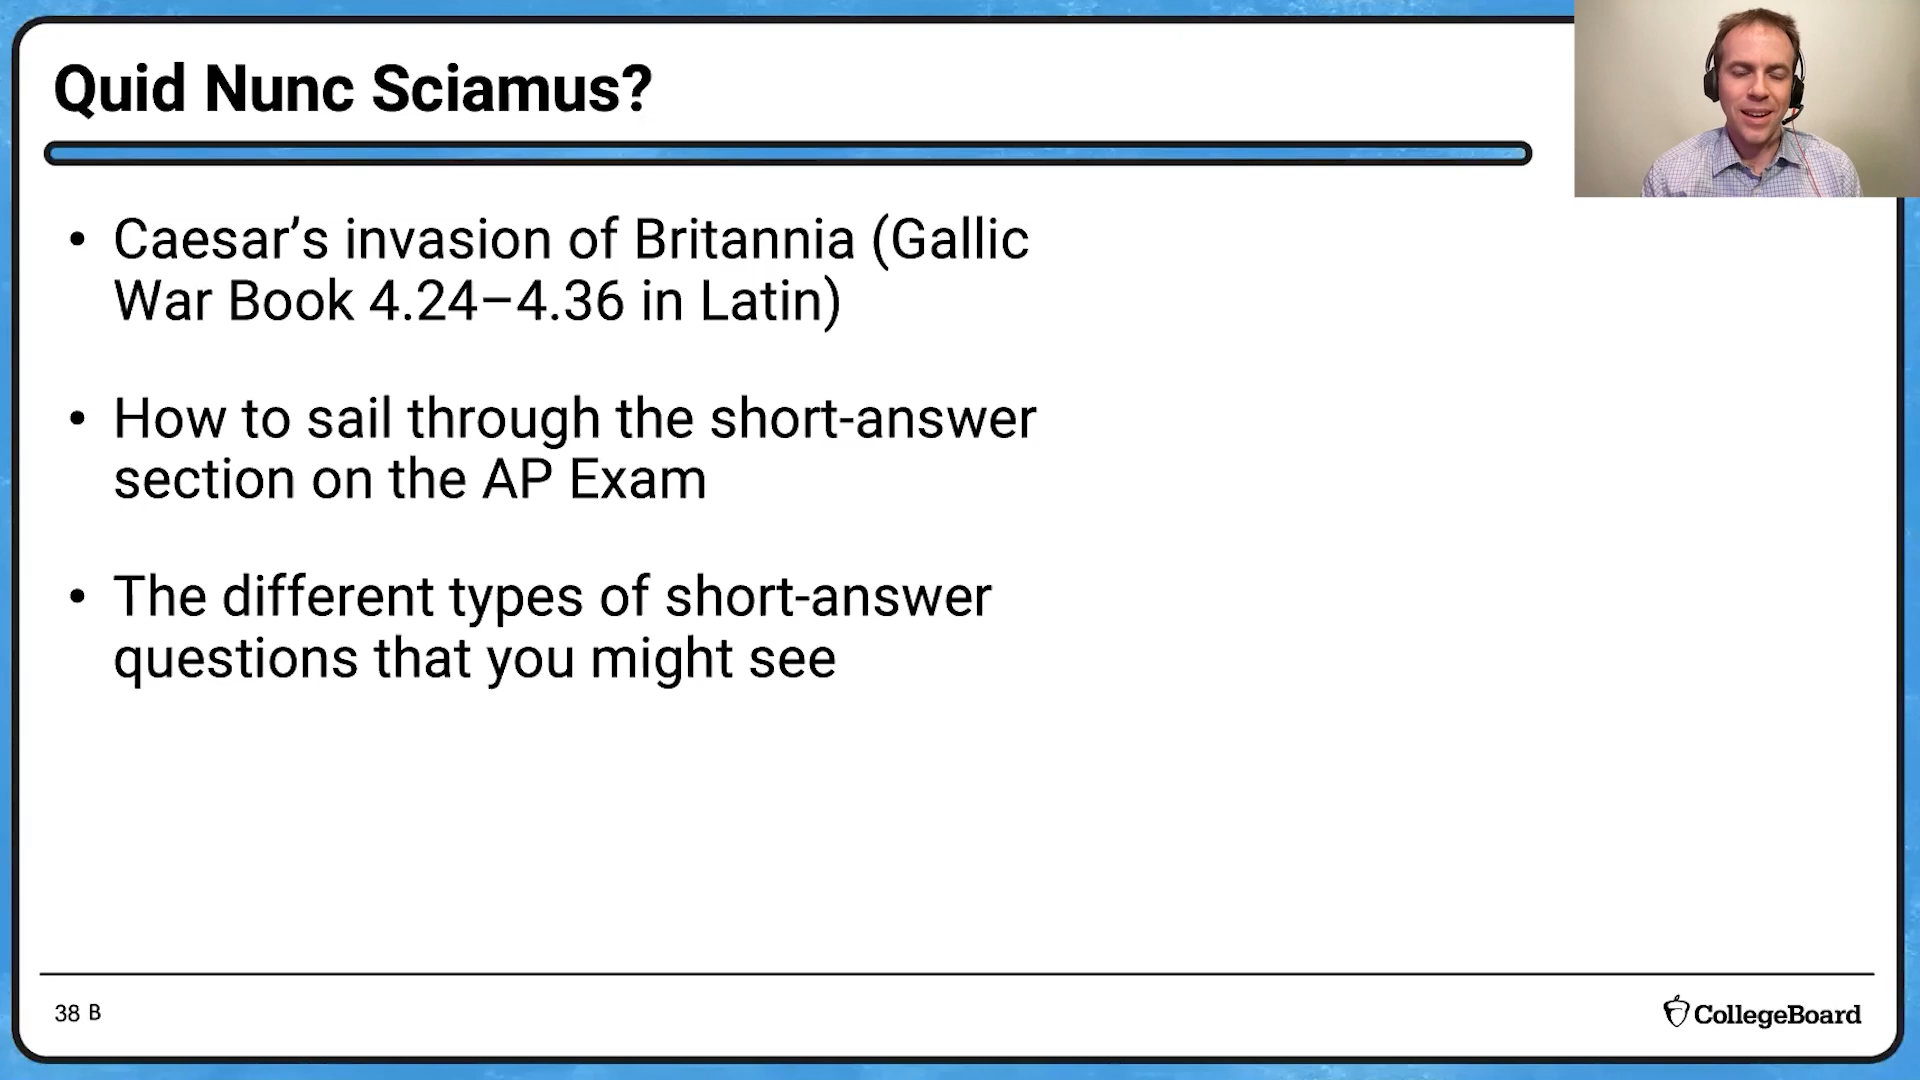 Quid Nunc Sciamus?
• Caesar’s invasion of Britannia (Gallic
War Book 4.24–4.36 in Latin)
• How to sail through the short-answer
section on the AP Exam
• The different types of short-answer
questions that you might see
38 B
CollegeBoard